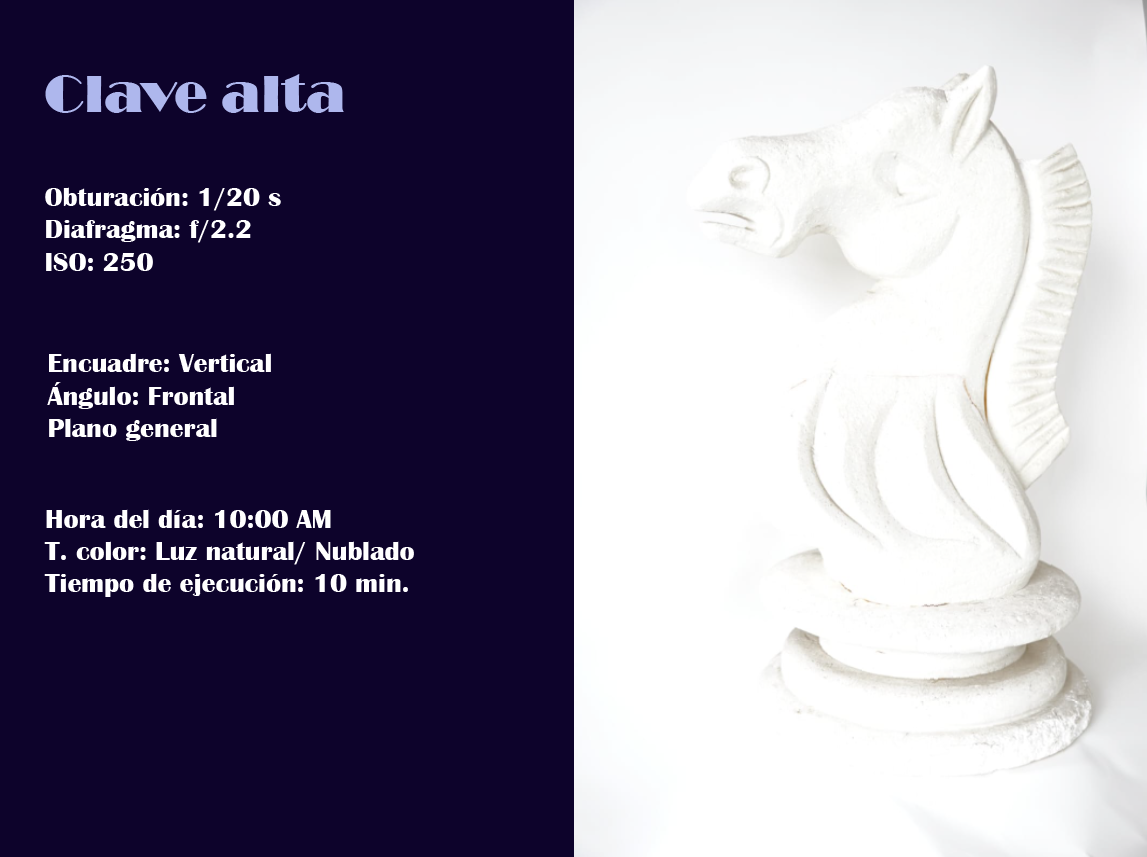 Clave alta
Obturación: 1/20 s
Diafragma: f/2.2
ISO: 250
Encuadre: Vertical
Ángulo: Frontal
Plano general
Hora del día: 10:00 AM
T. color: Luz natural/ Nublado
Tiempo de ejecución: 10 min.